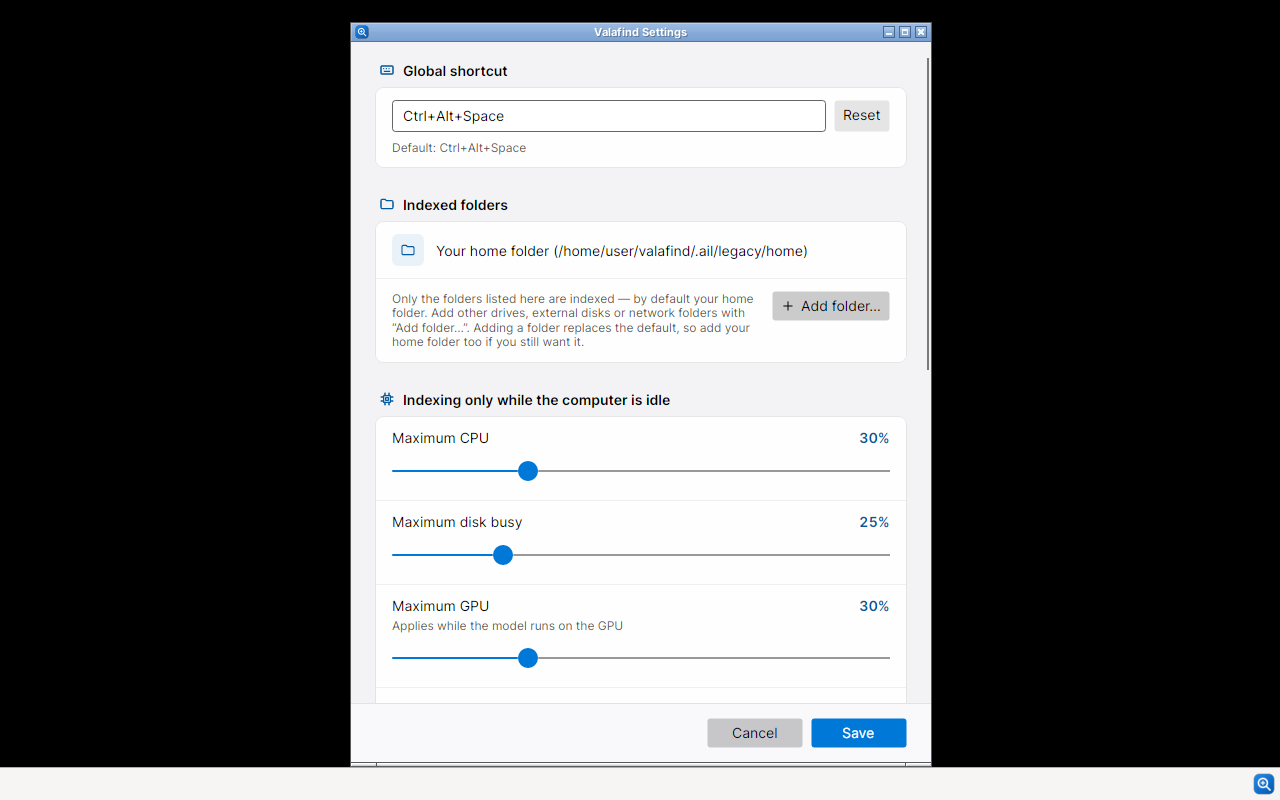 Valafind Settings
Global shortcut
Ctrl+Alt+Space
Reset
Default: Ctrl+Alt+Space
Indexed folders
Your home folder (/home/user/valafind/.ail/legacy/home)
Only the folders listed here are indexed — by default your home
folder. Add other drives, external disks or network folders with
“Add folder...”. Adding a folder replaces the default, so add your
home folder too if you still want it.
+ Add folder...
Indexing only while the computer is idle
Maximum CPU
30%
Maximum disk busy
25%
Maximum GPU
30%
Applies while the model runs on the GPU
Cancel
Save